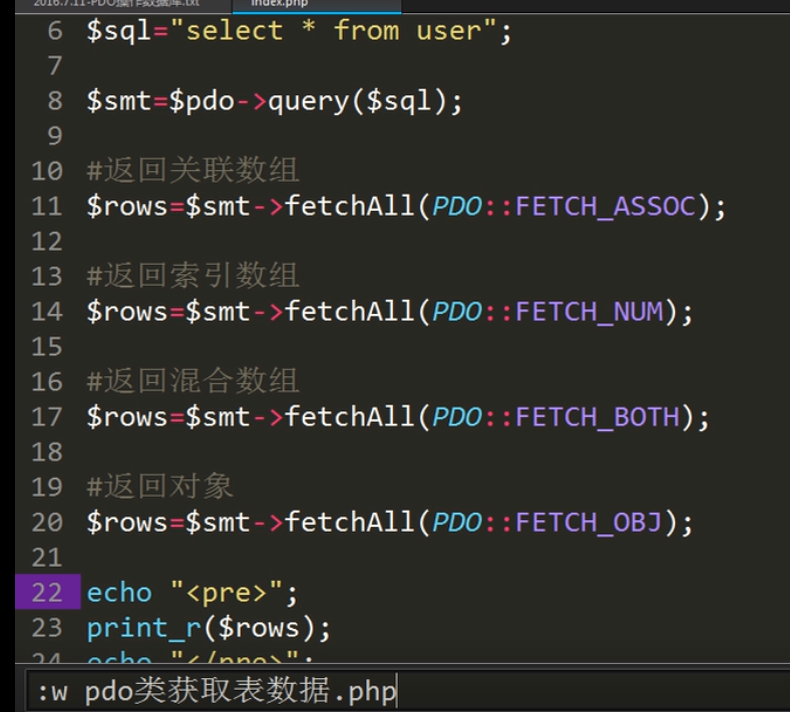 2016.7.11-PDO操作数据库.txt index.php
6 $sql="select * from user";
7
8 $smt=$pdo->query($sql);
9
10 #返回关联数组
11 $rows=$smt->fetchAll(PDO::FETCH_ASSOC);
12
13 #返回索引数组
14 $rows=$smt->fetchAll(PDO::FETCH_NUM);
15
16 #返回混合数组
17 $rows=$smt->fetchAll(PDO::FETCH_BOTH);
18
19 #返回对象
20 $rows=$smt->fetchAll(PDO::FETCH_OBJ);
21
22 echo "<pre>";
23 print_r($rows);
24 echo "</pre>";
:w pdo类获取表数据.php